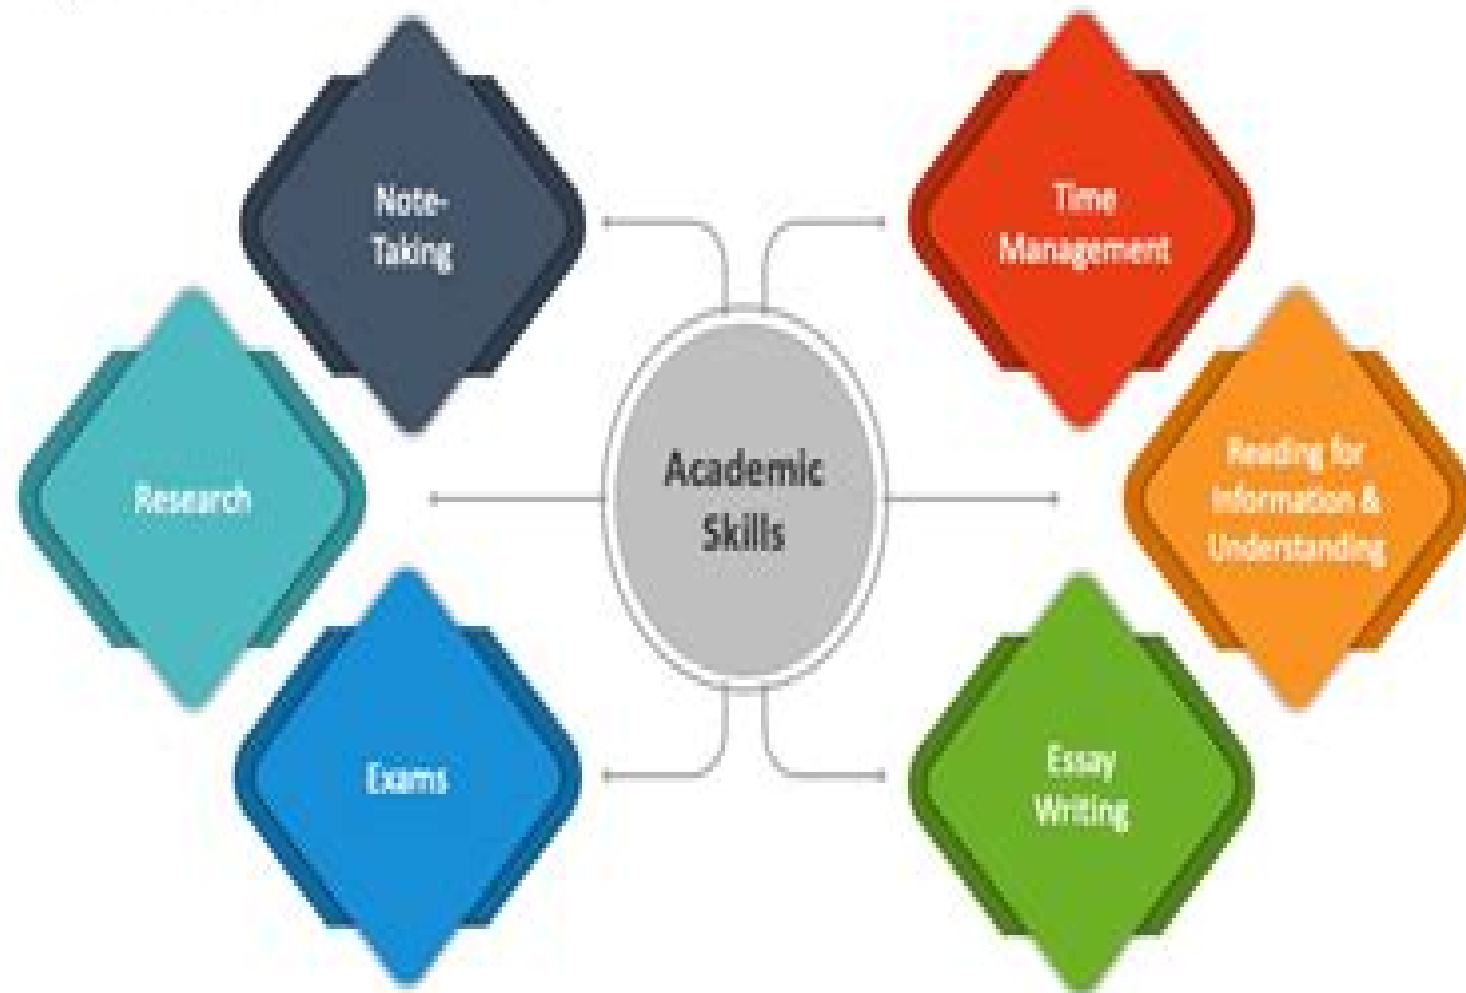 Note-
Taking
Time
Management
Research
Academic
Skills
Reading for
Information &
Understanding
Exams
Essay
Writing